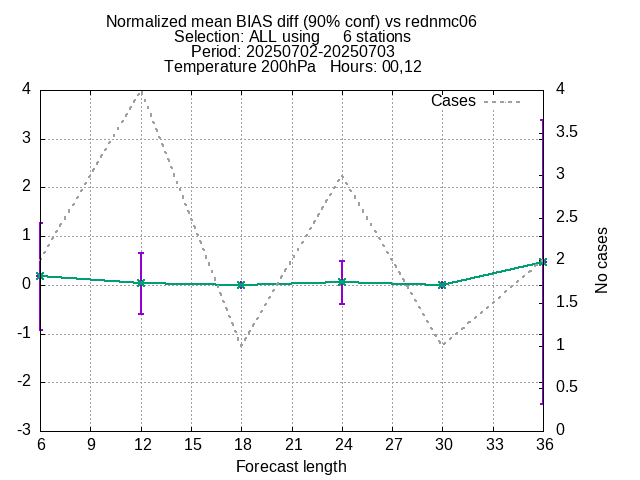 Normalized mean BIAS diff (90% conf) vs rednmc06
Selection: ALL using     6 stations
Period: 20250702-20250703
Temperature 200hPa   Hours: 00,12
Cases
4
3
2
1
0
-1
-2
-3
4
3.5
3
2.5
2
1.5
1
0.5
0
No cases
6 9 12 15 18 21 24 27 30 33 36
Forecast length